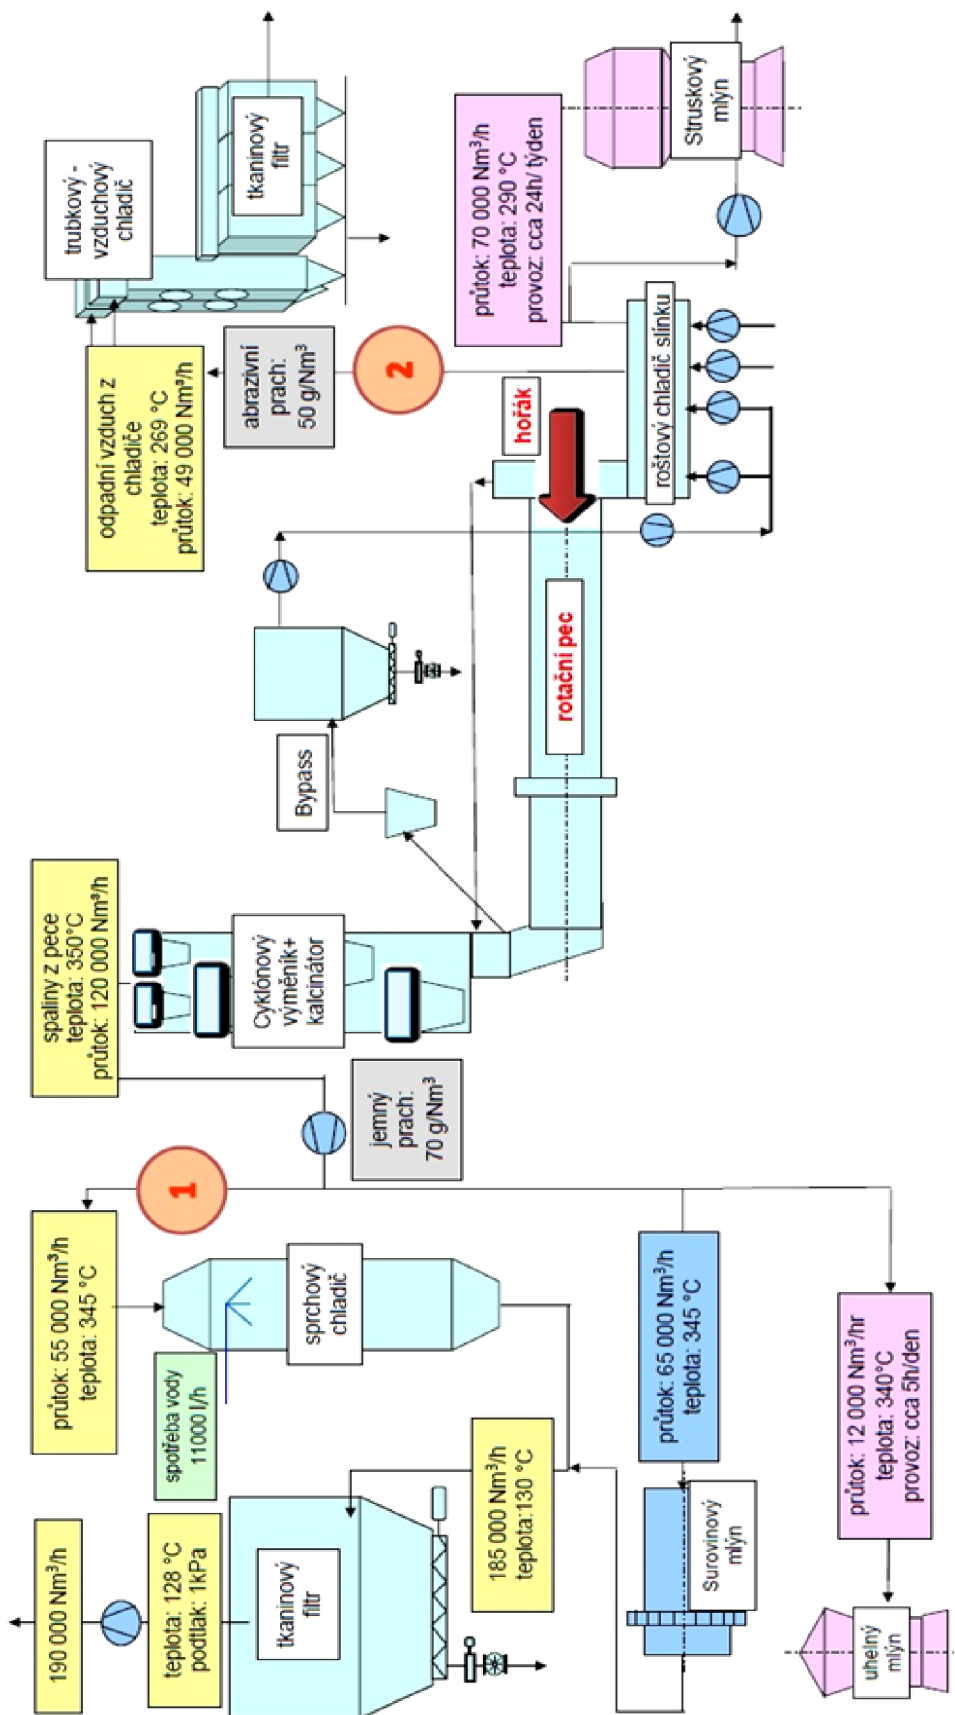 190 000 Nm³/h
teplota: 128 °C
podtlak: 1kPa
tkaninový
filtr
185 000 Nm³/h
teplota:130 °C
průtok: 55 000 Nm³/h
teplota: 345 °C
spotřeba vody
11000 l/h
sprchový
chladič
1
průtok: 65 000 Nm³/h
teplota: 345 °C
surovinový
mlýn
průtok: 12 000 Nm³/hr
teplota: 340°C
provoz: cca 5h/den
uhelný
mlýn
spaliny z pece
teplota: 350°C
průtok: 120 000 Nm³/h
jemný
prach:
70 g/Nm³
Cyklónový
výměník+
kalcinátor
Bypass
rotační pec
hořák
odpadní vzduch z
chladiče
teplota: 269 °C
průtok: 49 000 Nm³/h
abrazivní
prach:
50 g/Nm³
2
trubkový -
vzduchový
chladič
tkaninový
filtr
průtok: 70 000 Nm³/h
teplota: 290 °C
provoz: cca 24h/ týden
roštový chladič slínku
Struskový
mlýn